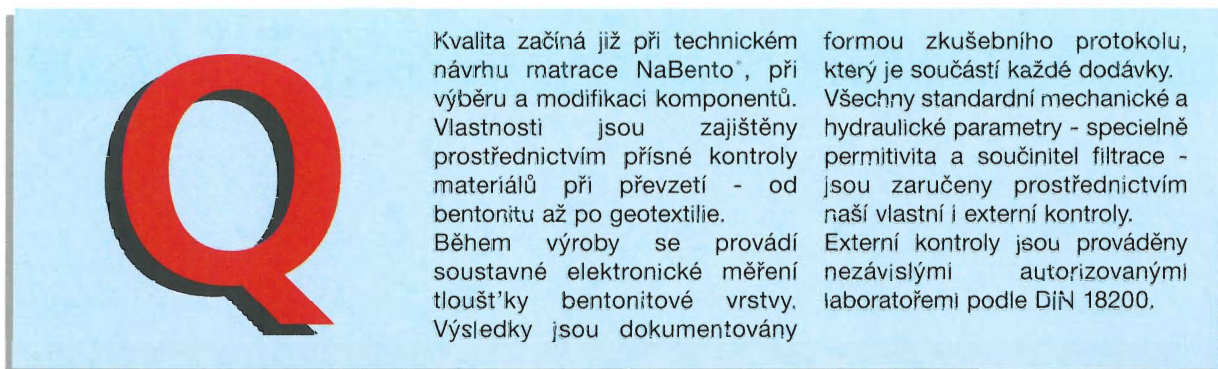 Q
Kvalita začíná již při technickém
návrhu matrace NaBento®, při
výběru a modifikaci komponentů.
Vlastnosti jsou zajištěny
prostřednictvím přísné kontroly
materiálů při převzetí - od
bentonitu až po geotextilie.
Během výroby se provádí
soustavné elektronické měření
tloušt'ky bentonitové vrstvy.
Výsledky jsou dokumentovány
formou zkušebního protokolu,
který je součástí každé dodávky.
Všechny standardní mechanické a
hydraulické parametry - specielně
permitivita a součinitel filtrace -
jsou zaručeny prostřednictvím
naší vlastní i externí kontroly.
Externí kontroly jsou prováděny
nezávislými autorizovanými
laboratořemi podle DIN 18200.